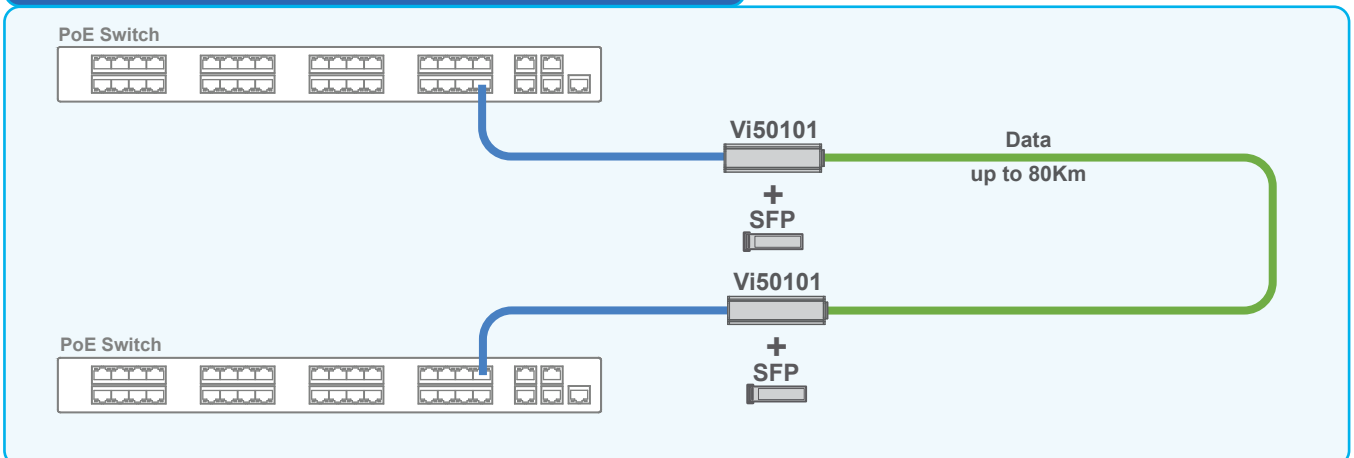 PoE Switch
Vi50101
Data
up to 80Km
+
SFP
Vi50101
PoE Switch
+
SFP